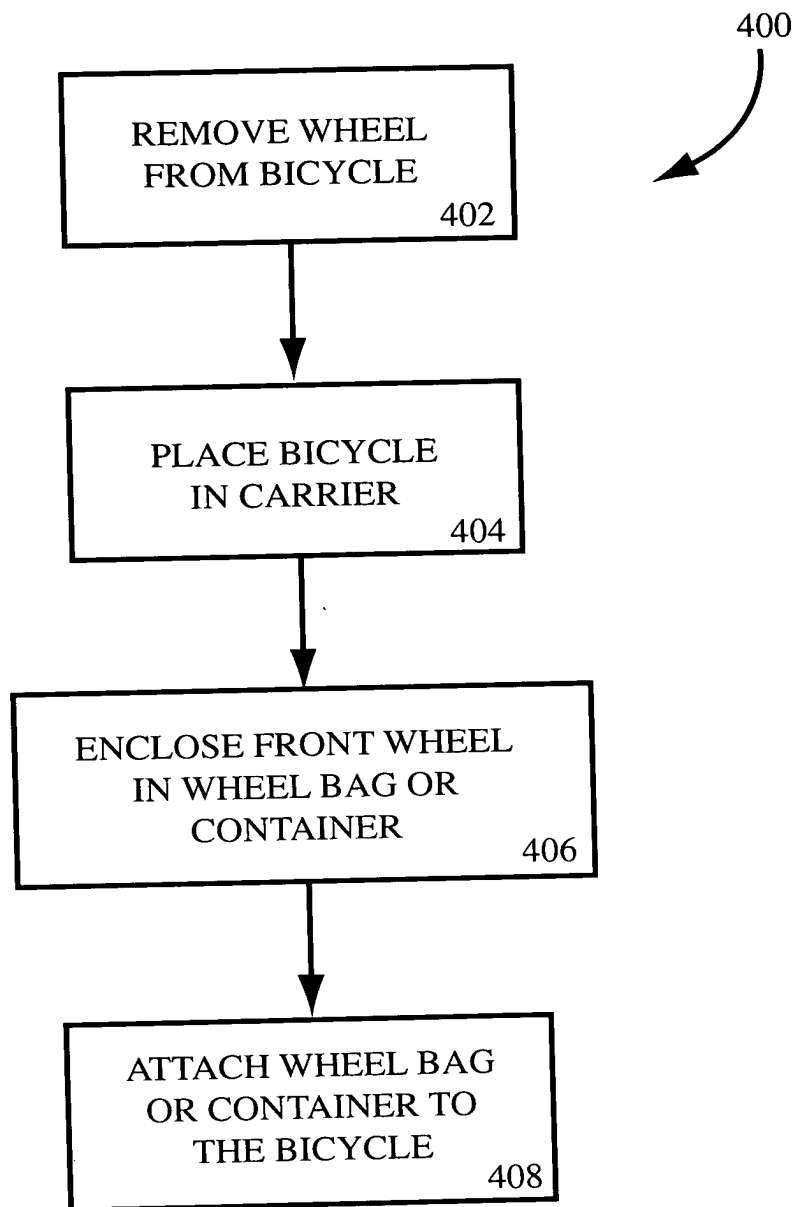 400
REMOVE WHEEL
FROM BICYCLE
402
PLACE BICYCLE
IN CARRIER
404
ENCLOSE FRONT WHEEL
IN WHEEL BAG OR
CONTAINER
406
ATTACH WHEEL BAG
OR CONTAINER TO
THE BICYCLE
408